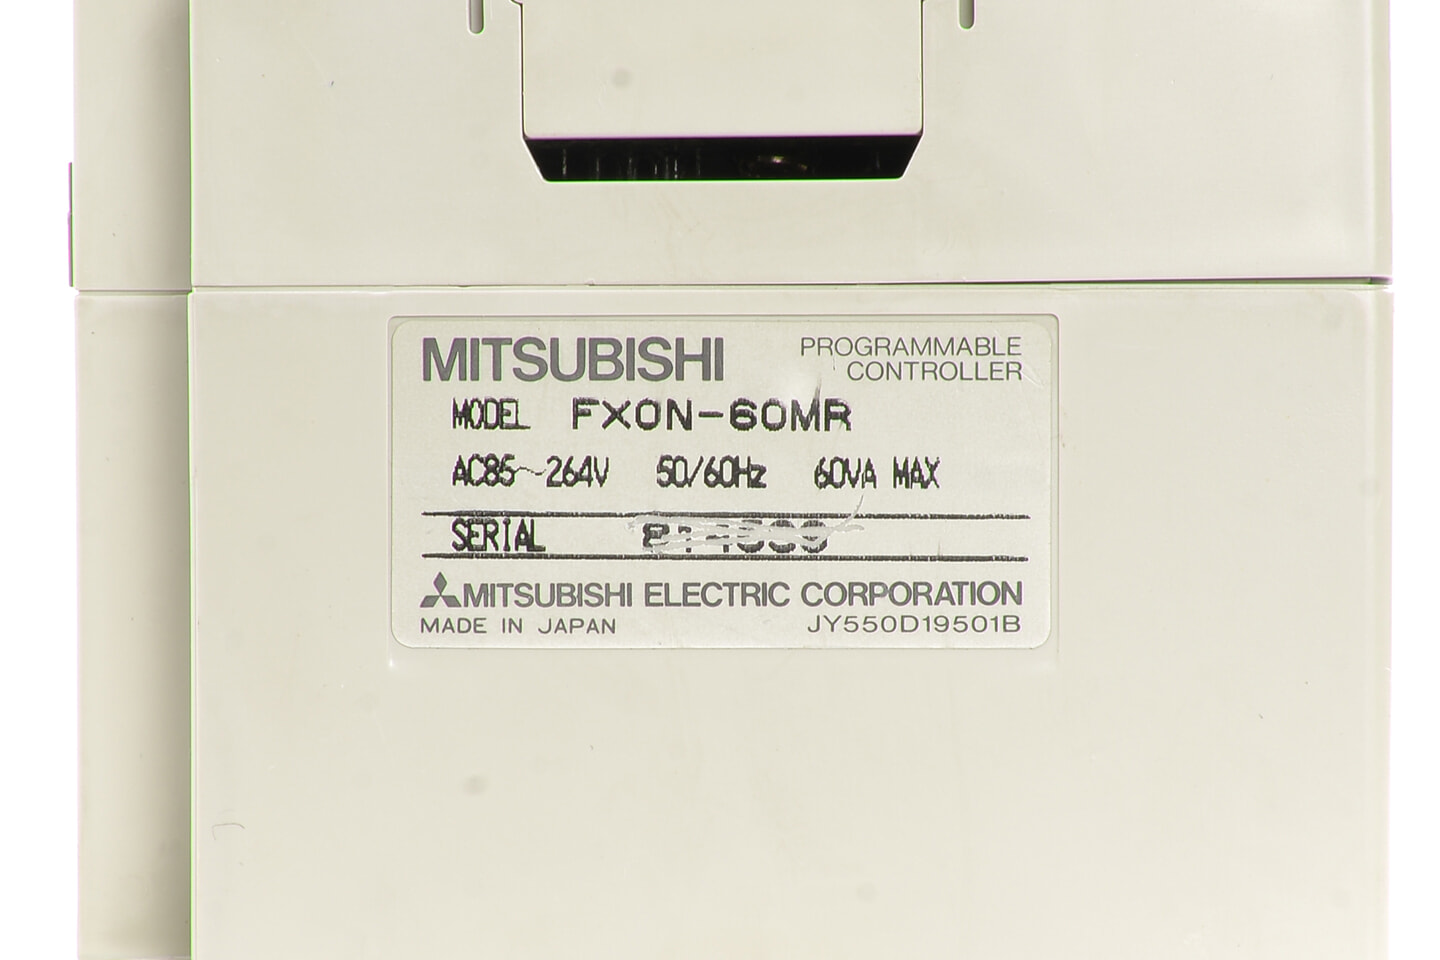 MITSUBISHI
PROGRAMMABLE
CONTROLLER
MODEL FX0N-60MR
AC85~264V 50/60Hz 60VA MAX
SERIAL
MITSUBISHI ELECTRIC CORPORATION
MADE IN JAPAN JY550D19501B